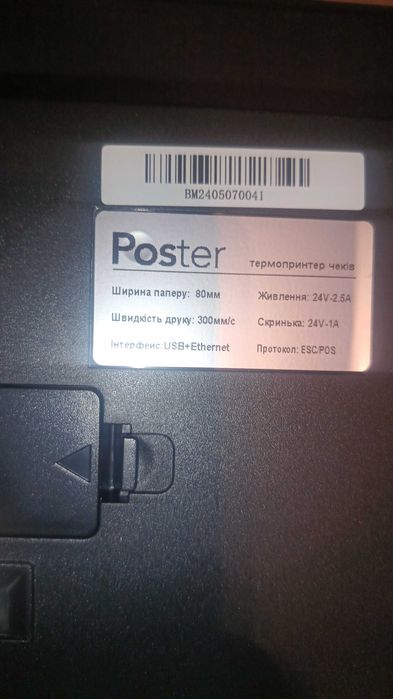 BM2405070041
Poster
термопринтер чеків
Ширина паперу: 80мм
Живлення: 24V-2.5A
Швидкість друку: 300мм/с
Скринька: 24V-1A
Інтерфейс:USB+Ethernet
Протокол: ESC/POS